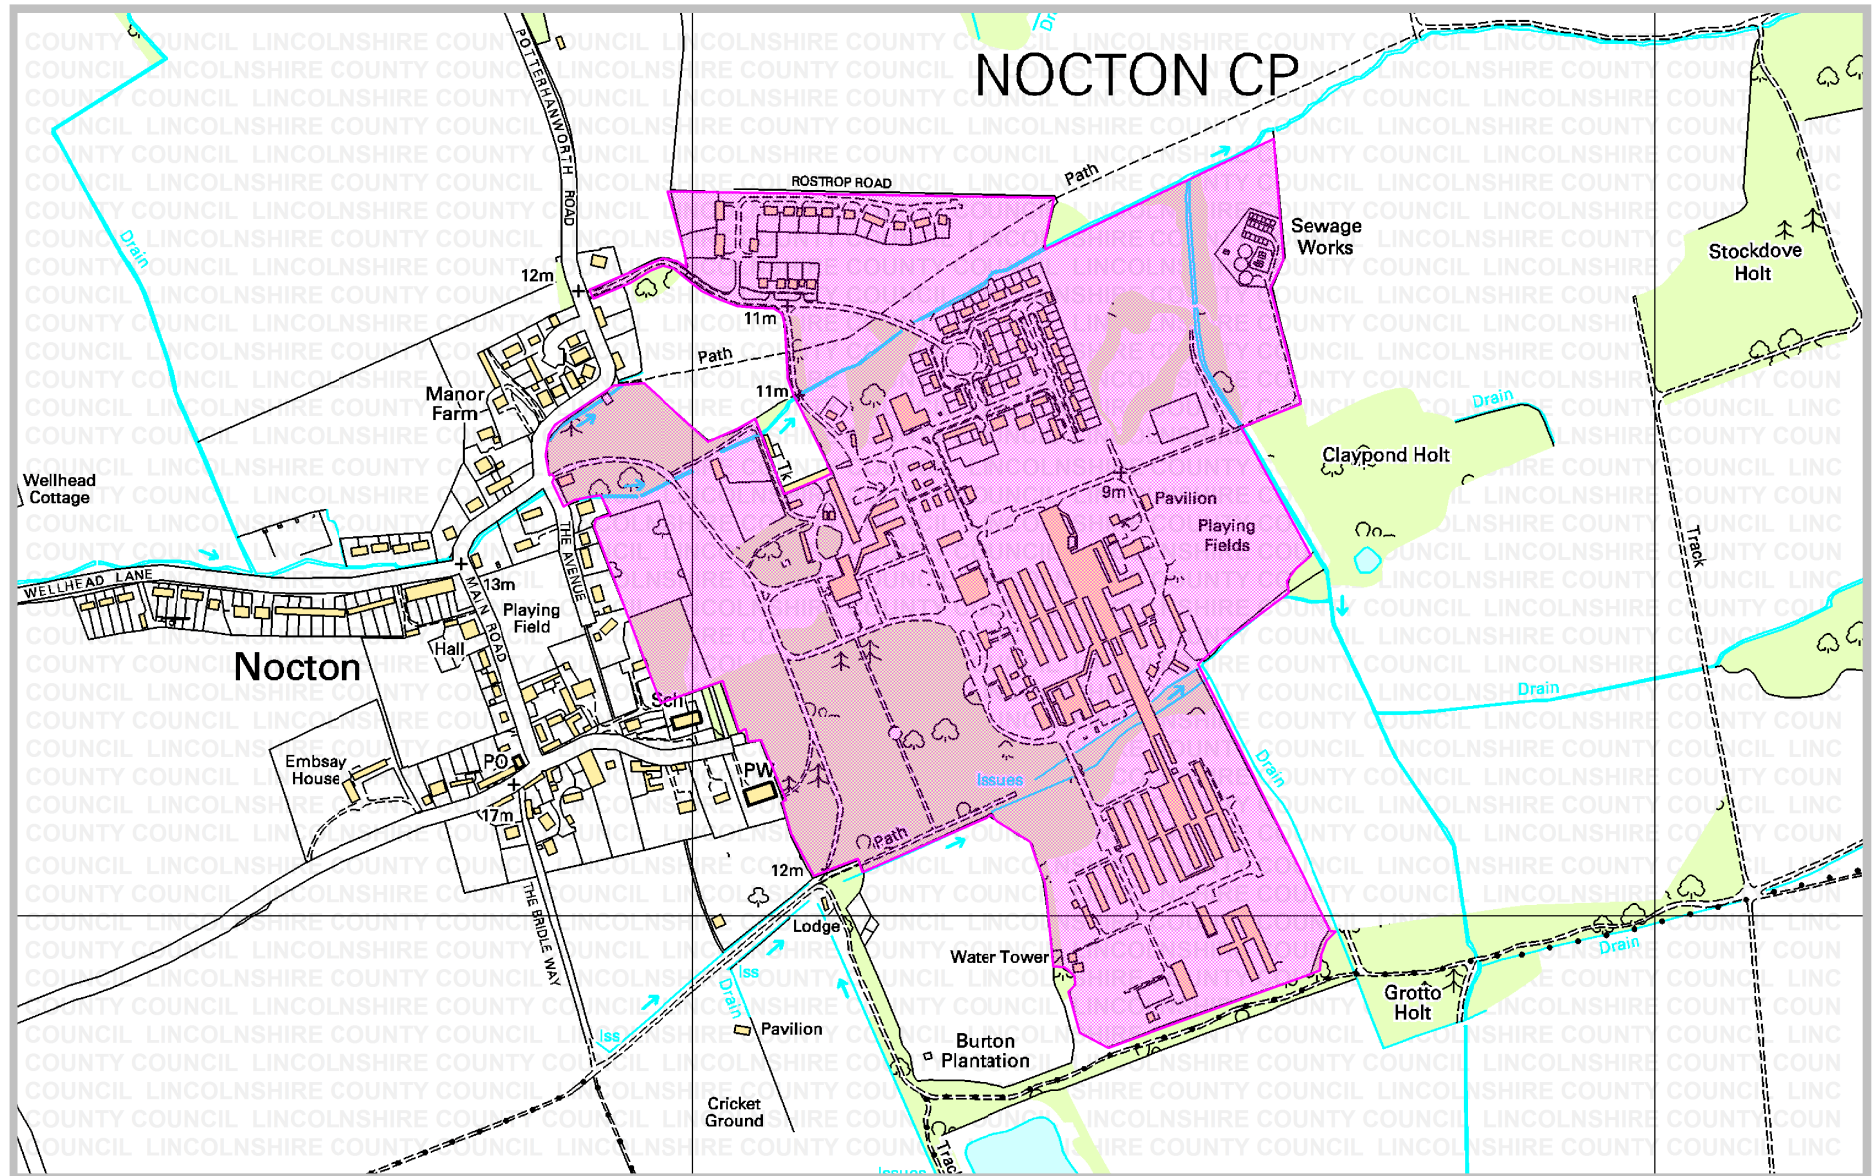 NOCTON CP
POTTERHANWORTH ROAD
Path
ROSTROP ROAD
Drain
Sewage
Works
Stockdove
Holt
12m
11m
Path
11m
Manor
Farm
Drain
Claypond Holt
Wellhead
Cottage
Tk
9m
Pavilion
Playing
Fields
THE AVENUE
Track
WELLHEAD LANE
13m
MAIN ROAD
Playing
Field
Hall
Nocton
Sch
Drain
Embsay
House
PO
PW
Issues
Drain
17m
Path
12m
THE BRIDLE WAY
Lodge
Water Tower
Drain
Iss
Drain
Grotto
Holt
Iss
Pavilion
Burton
Plantation
Cricket
Ground
Track
Issues
LINCOLNSHIRE COUNTY COUNCIL